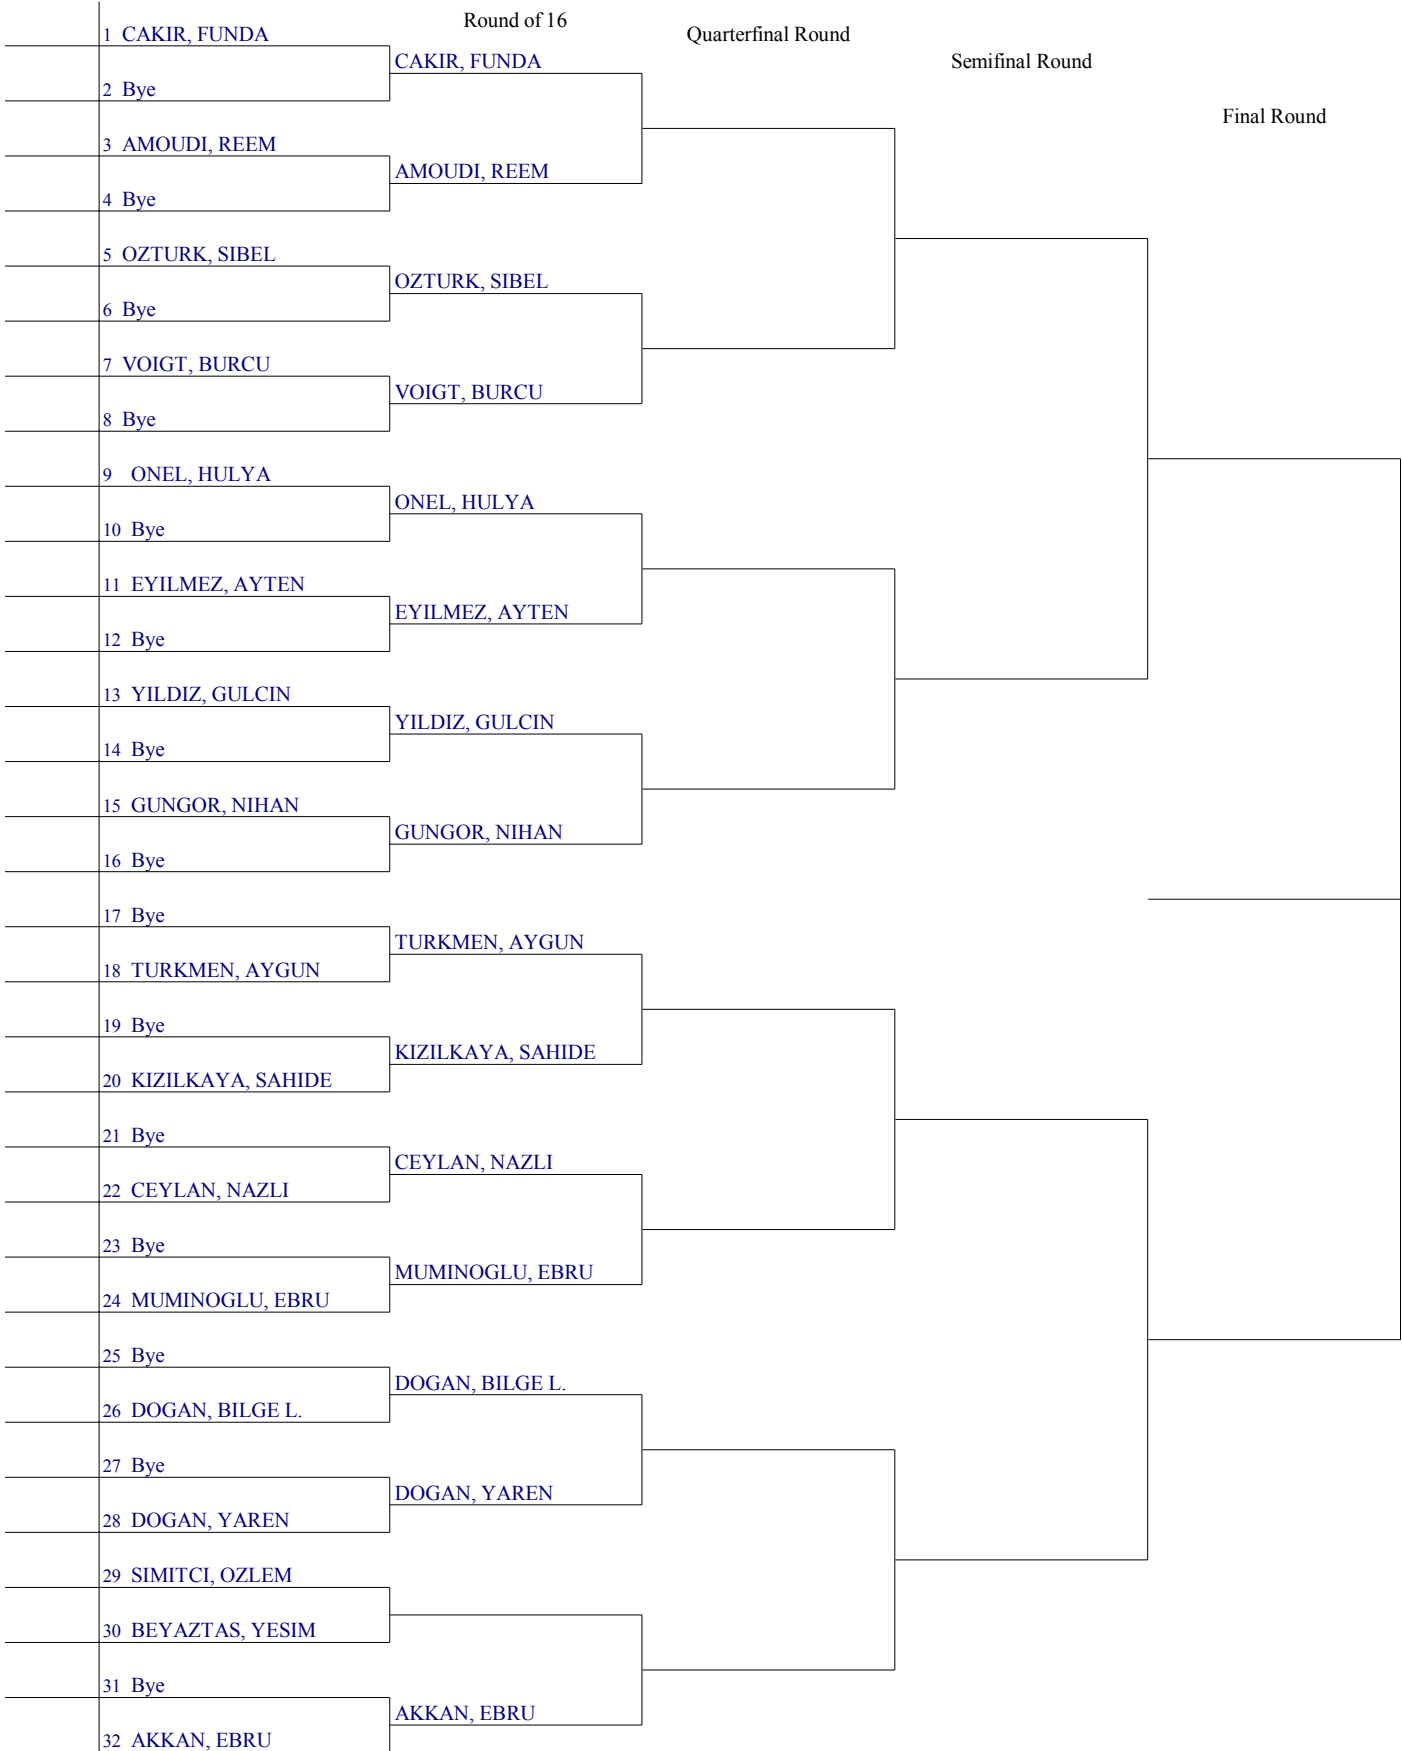 Round of 16
Quarterfinal Round
Semifinal Round
Final Round
1 CAKIR, FUNDA
CAKIR, FUNDA
2 Bye
3 AMOUDI, REEM
AMOUDI, REEM
4 Bye
5 OZTURK, SIBEL
OZTURK, SIBEL
6 Bye
7 VOIGT, BURCU
VOIGT, BURCU
8 Bye
9 ONEL, HULYA
ONEL, HULYA
10 Bye
11 EYILMEZ, AYTEN
EYILMEZ, AYTEN
12 Bye
13 YILDIZ, GULCIN
YILDIZ, GULCIN
14 Bye
15 GUNGOR, NIHAN
GUNGOR, NIHAN
16 Bye
17 Bye
TURKMEN, AYGUN
18 TURKMEN, AYGUN
19 Bye
KIZILKAYA, SAHIDE
20 KIZILKAYA, SAHIDE
21 Bye
CEYLAN, NAZLI
22 CEYLAN, NAZLI
23 Bye
MUMINOGLU, EBRU
24 MUMINOGLU, EBRU
25 Bye
DOGAN, BILGE L.
26 DOGAN, BILGE L.
27 Bye
DOGAN, YAREN
28 DOGAN, YAREN
29 SIMITCI, OZLEM
30 BEYAZTAS, YESIM
31 Bye
AKKAN, EBRU
32 AKKAN, EBRU